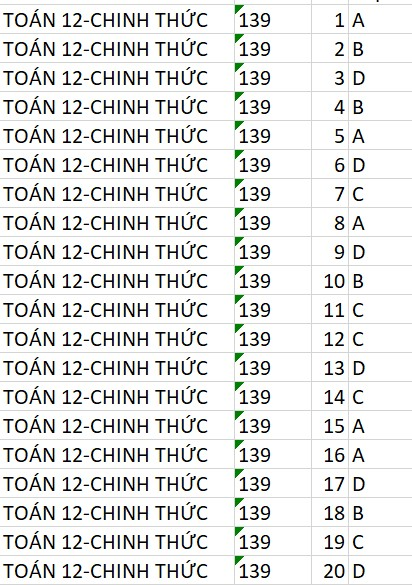 TOÁN 12-CHINH THỨC 139 1 A
TOÁN 12-CHINH THỨC 139 2 B
TOÁN 12-CHINH THỨC 139 3 D
TOÁN 12-CHINH THỨC 139 4 B
TOÁN 12-CHINH THỨC 139 5 A
TOÁN 12-CHINH THỨC 139 6 D
TOÁN 12-CHINH THỨC 139 7 C
TOÁN 12-CHINH THỨC 139 8 A
TOÁN 12-CHINH THỨC 139 9 D
TOÁN 12-CHINH THỨC 139 10 B
TOÁN 12-CHINH THỨC 139 11 C
TOÁN 12-CHINH THỨC 139 12 C
TOÁN 12-CHINH THỨC 139 13 D
TOÁN 12-CHINH THỨC 139 14 C
TOÁN 12-CHINH THỨC 139 15 A
TOÁN 12-CHINH THỨC 139 16 A
TOÁN 12-CHINH THỨC 139 17 D
TOÁN 12-CHINH THỨC 139 18 B
TOÁN 12-CHINH THỨC 139 19 C
TOÁN 12-CHINH THỨC 139 20 D